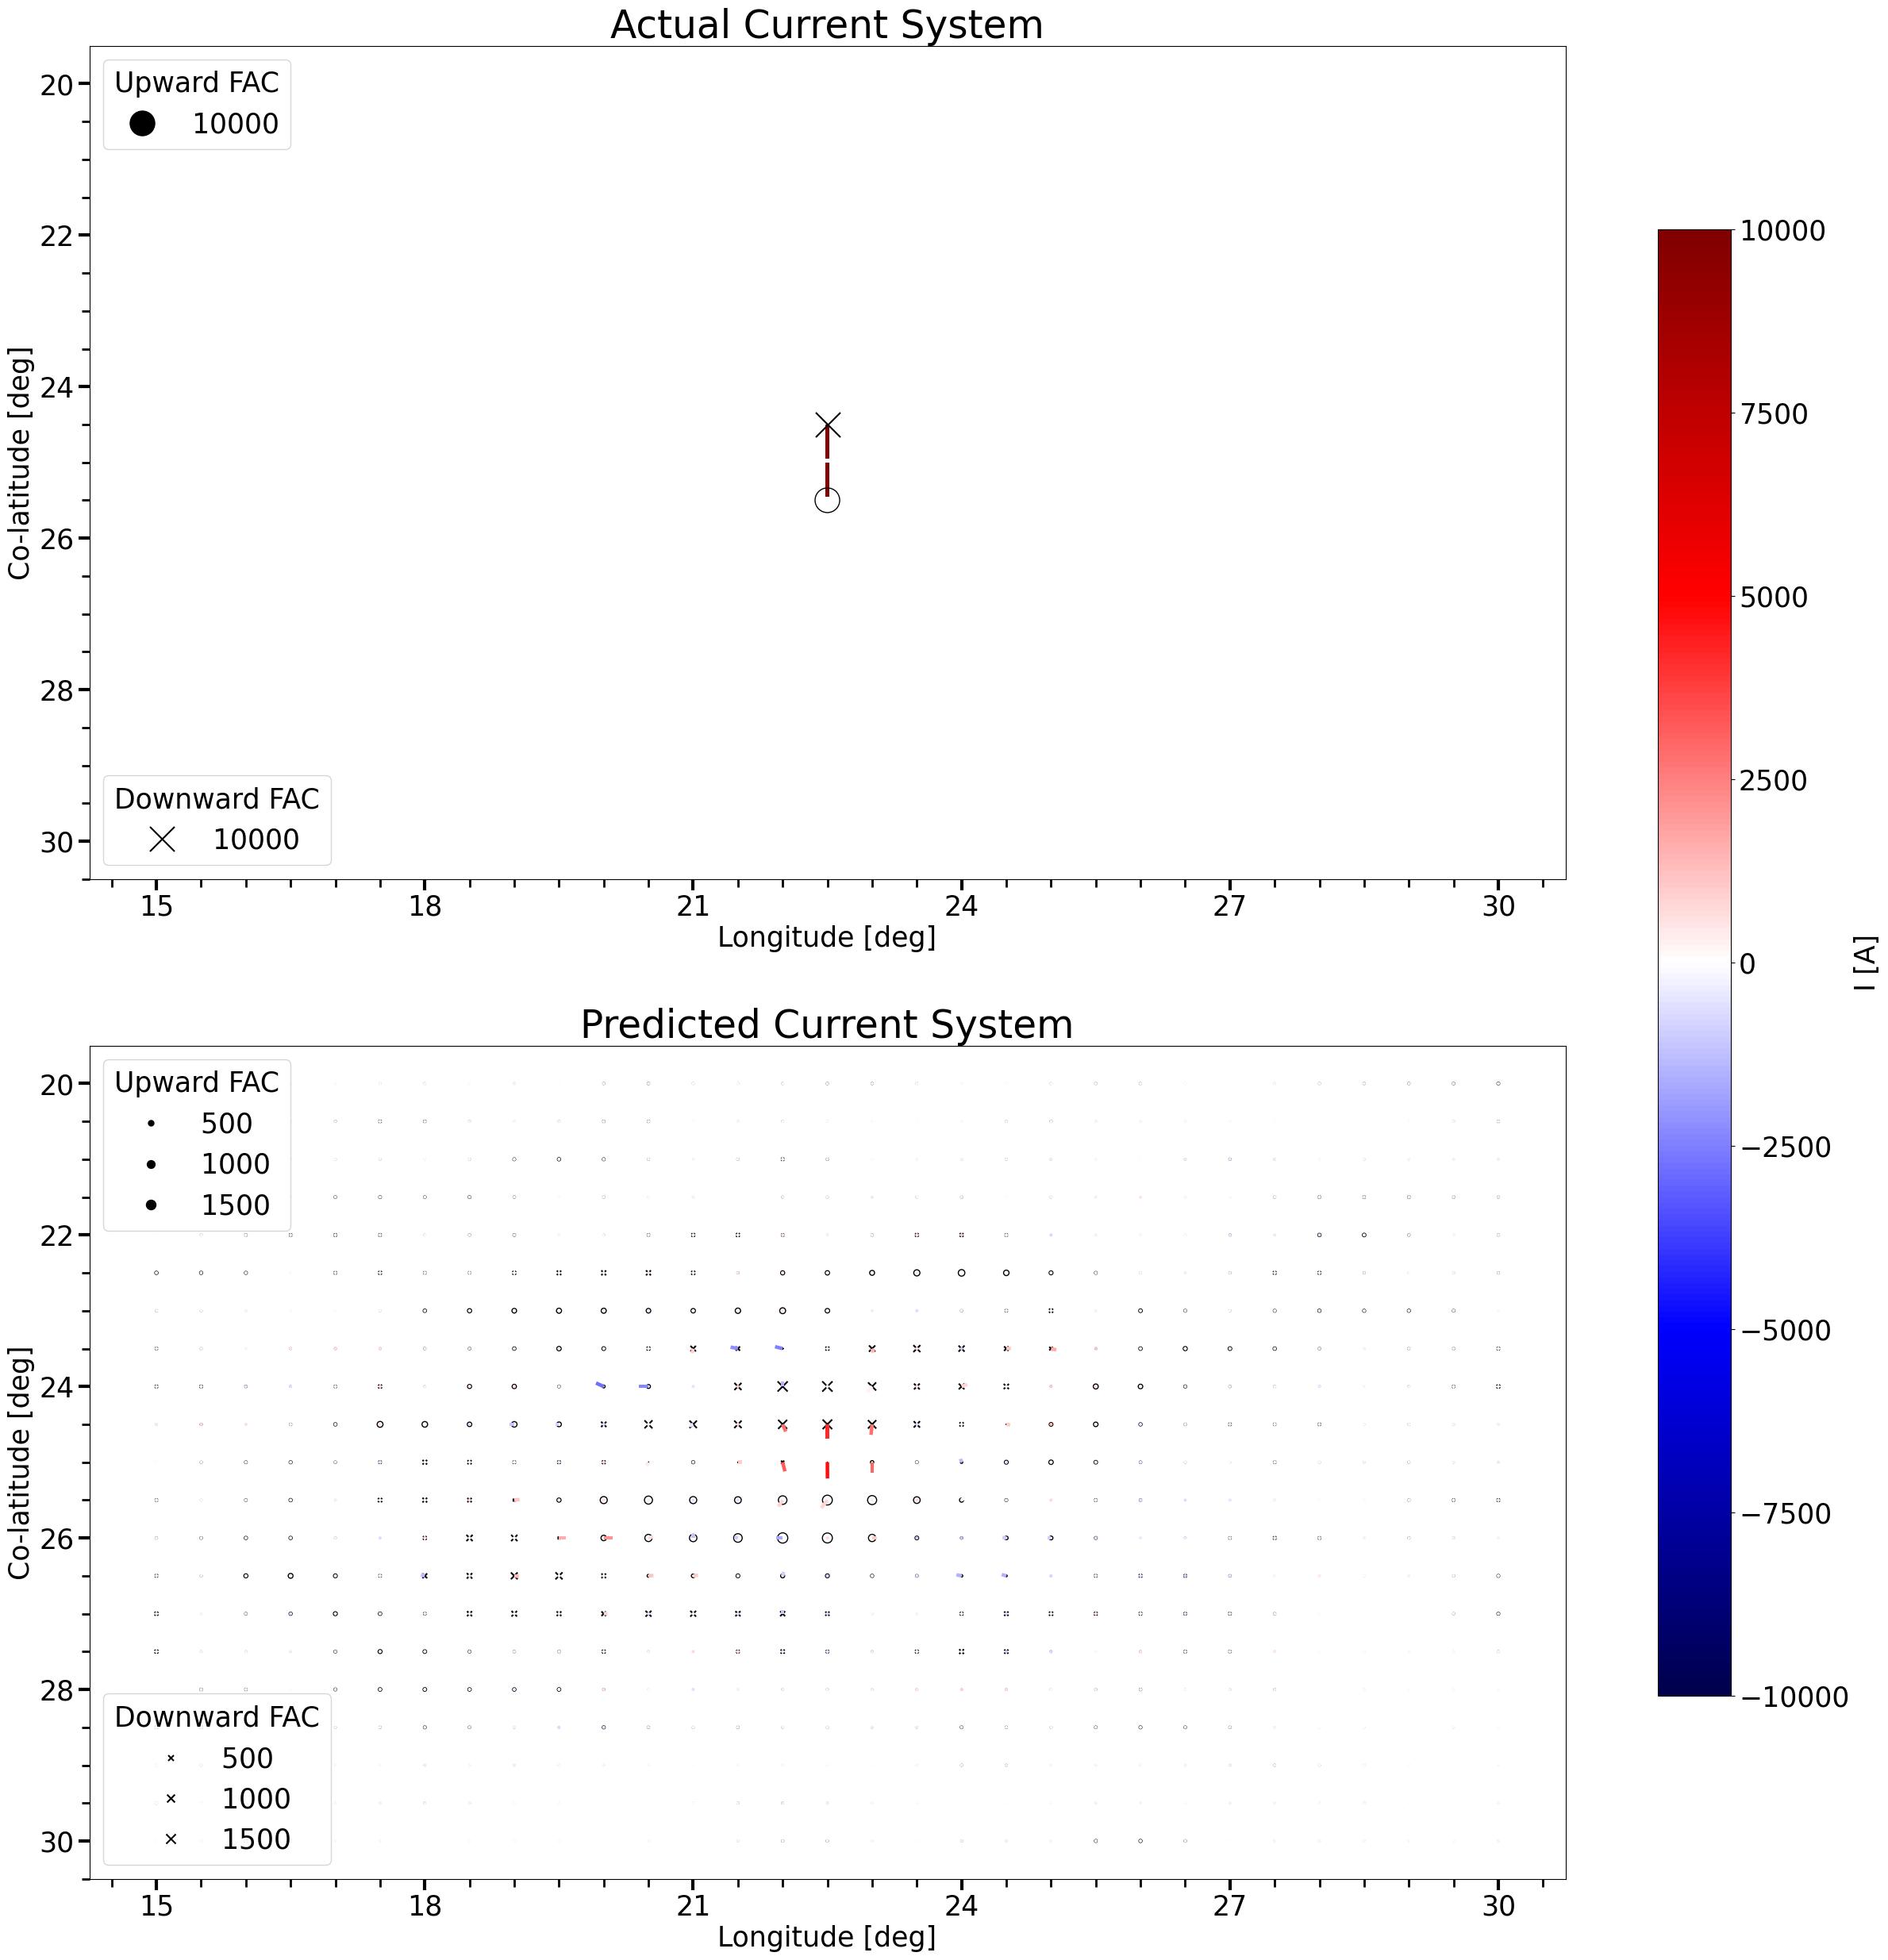 Actual Current System
Upward FAC
10000
Downward FAC
10000
20
22
24
26
28
30
Co-latitude [deg]
15 18 21 24 27 30
Longitude [deg]
Predicted Current System
Upward FAC
500
1000
1500
Downward FAC
500
1000
1500
20
22
24
26
28
30
Co-latitude [deg]
15 18 21 24 27 30
Longitude [deg]
10000
7500
5000
2500
0
−2500
−5000
−7500
−10000
I [A]